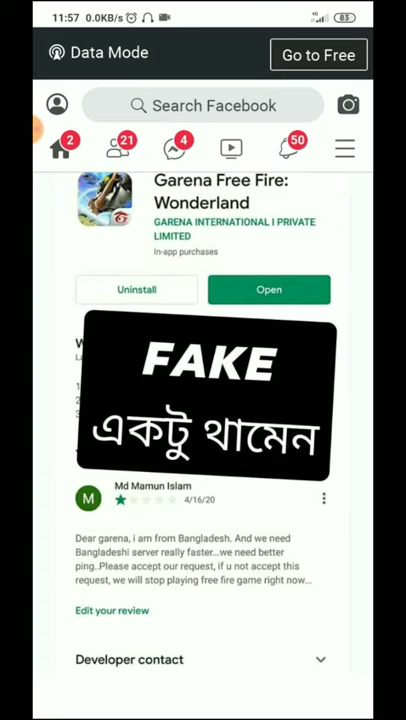 11:57 0.0KB/s
4G
83
Data Mode
Go to Free
Search Facebook
2
21
4
50
Garena Free Fire:
Wonderland
GARENA INTERNATIONAL I PRIVATE
LIMITED
In-app purchases
Uninstall
Open
FAKE
একটু থামেন
M
Md Mamun Islam
4/16/20
Dear garena, i am from Bangladesh. And we need
Bangladeshi server really faster...we need better
ping..Please accept our request, if u not accept this
request, we will stop playing free fire game right now...
Edit your review
Developer contact